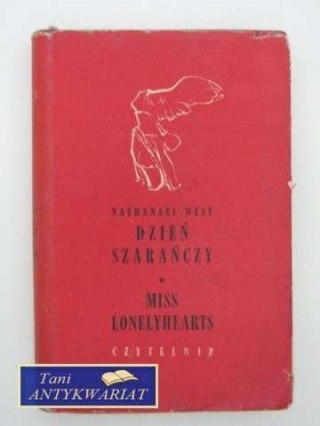 NATHANAEL WEST
DZIEŃ
SZARAŃCZY
MISS
LONELYHEARTS
CZYTELNIK
Tani
ANTYKWARIAT